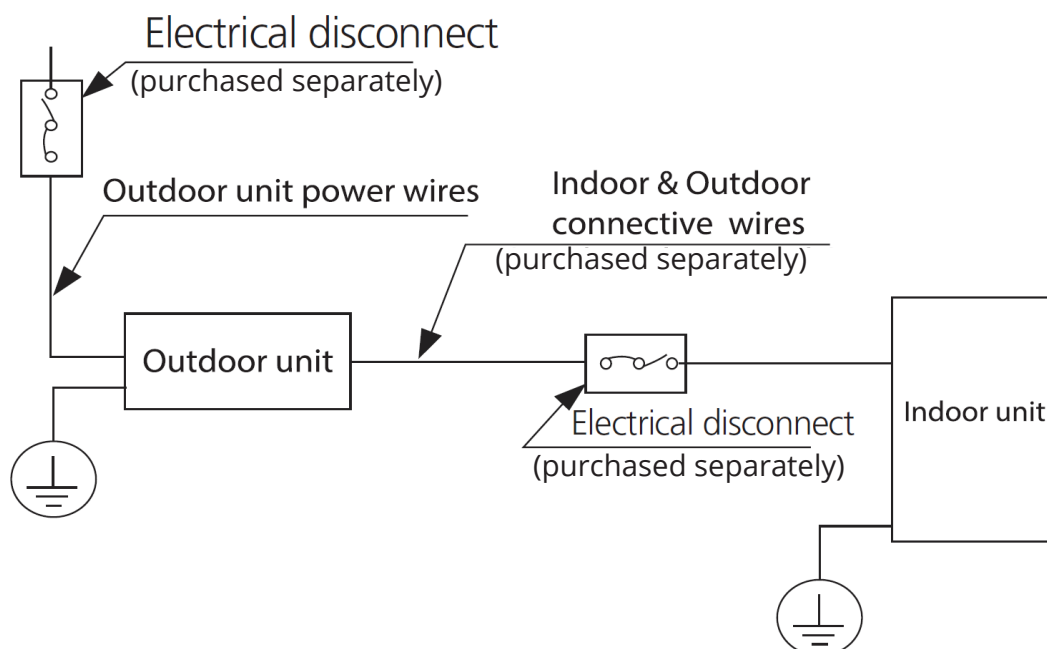 Electrical disconnect
(purchased separately)
Outdoor unit power wires
Indoor & Outdoor
connective wires
(purchased separately)
Outdoor unit
Electrical disconnect
(purchased separately)
Indoor unit